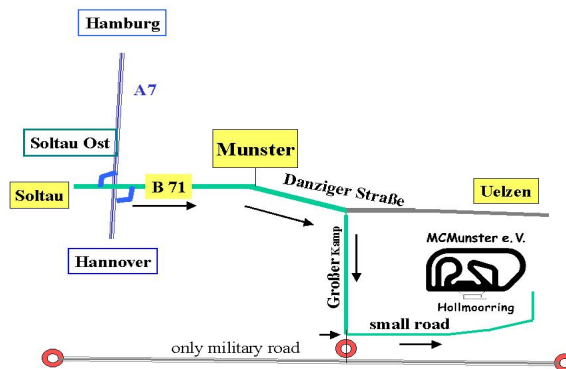 Hamburg
A7
Soltau Ost
Munster
Soltau
B 71
Danziger Straße
Uelzen
Hannover
Großer Kamp
MCMunster e. V.
Hollmoorring
small road
only military road